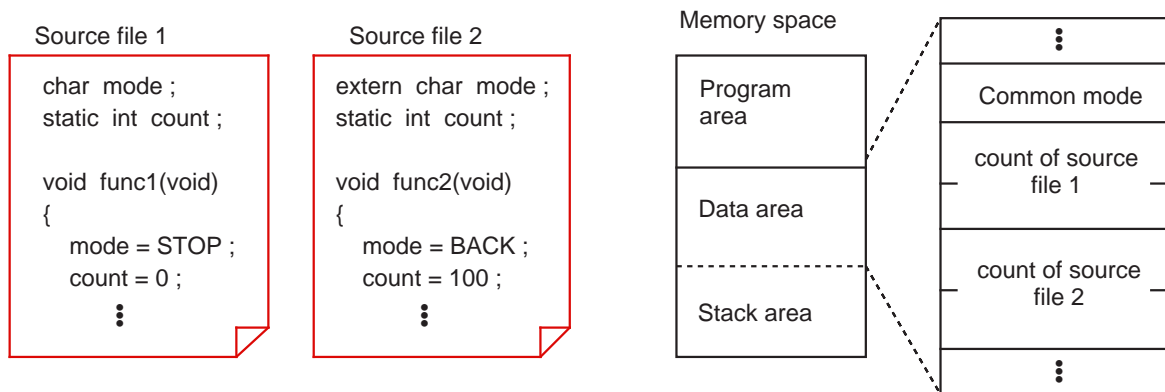 Source file 1
char mode ;
static int count ;
void func1(void)
{
mode = STOP ;
count = 0 ;
Source file 2
extern char mode ;
static int count ;
void func2(void)
{
mode = BACK ;
count = 100 ;
Memory space
Program
area
Data area
Stack area
Common mode
count of source
file 1
count of source
file 2